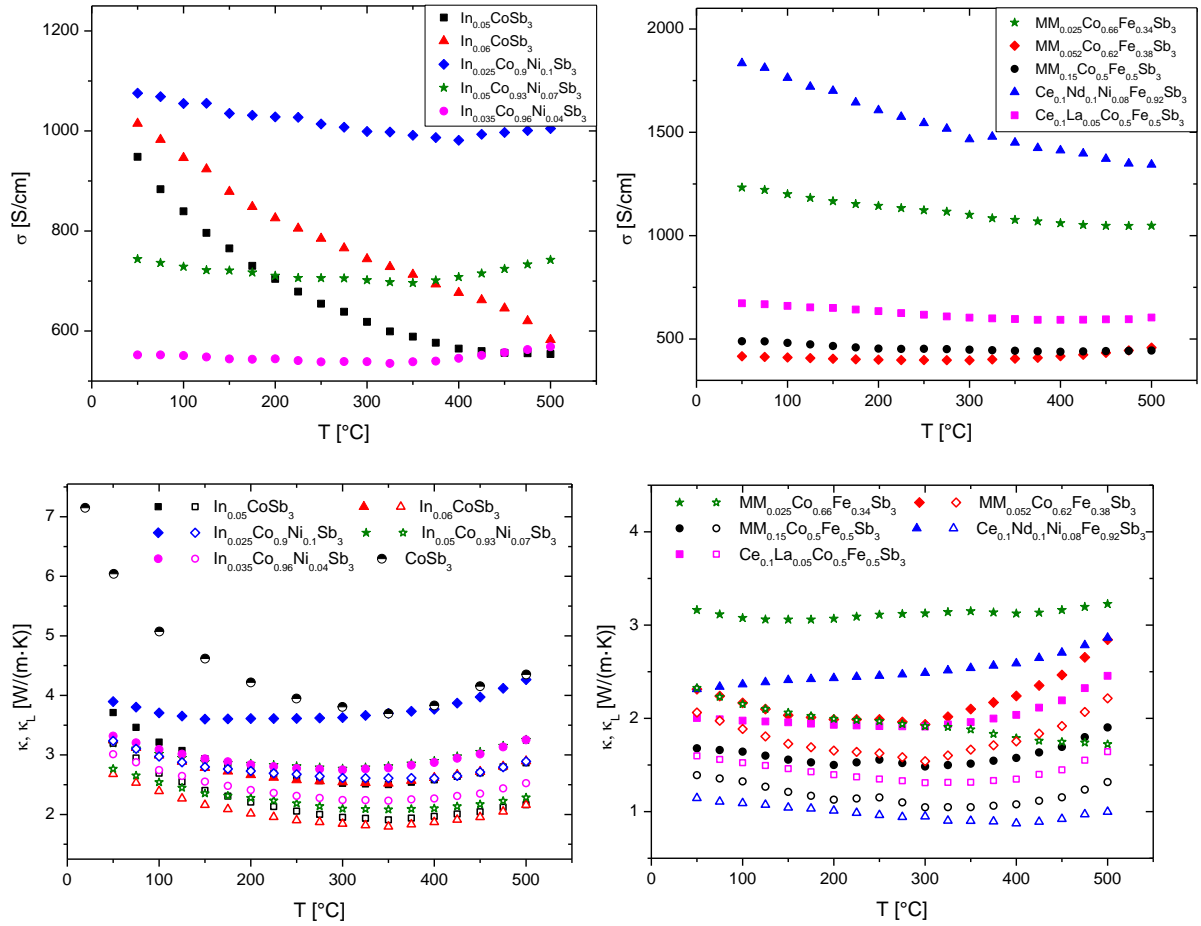 1200
1000
800
600
0 100 200 300 400 500
σ [S/cm]
T [°C]
In0.05CoSb3
In0.06CoSb3
In0.025Co0.9Ni0.1Sb3
In0.05Co0.93Ni0.07Sb3
In0.035Co0.96Ni0.04Sb3
2000
1750
1500
1250
1000
750
500
0 100 200 300 400 500
σ [S/cm]
T [°C]
MM0.025Co0.66Fe0.34Sb3
MM0.052Co0.62Fe0.38Sb3
MM0.15Co0.5Fe0.5Sb3
Ce0.1Nd0.1Ni0.08Fe0.92Sb3
Ce0.1La0.05Co0.5Fe0.5Sb3
7
6
5
4
3
2
0 100 200 300 400 500
κ, κL [W/(m·K)]
T [°C]
In0.05CoSb3 In0.06CoSb3
In0.025Co0.9Ni0.1Sb3 In0.05Co0.93Ni0.07Sb3
In0.035Co0.96Ni0.04Sb3 CoSb3
4
3
2
1
0 100 200 300 400 500
κ, κL [W/(m·K)]
T [°C]
MM0.025Co0.66Fe0.34Sb3 MM0.052Co0.62Fe0.38Sb3
MM0.15Co0.5Fe0.5Sb3 Ce0.1Nd0.1Ni0.08Fe0.92Sb3
Ce0.1La0.05Co0.5Fe0.5Sb3